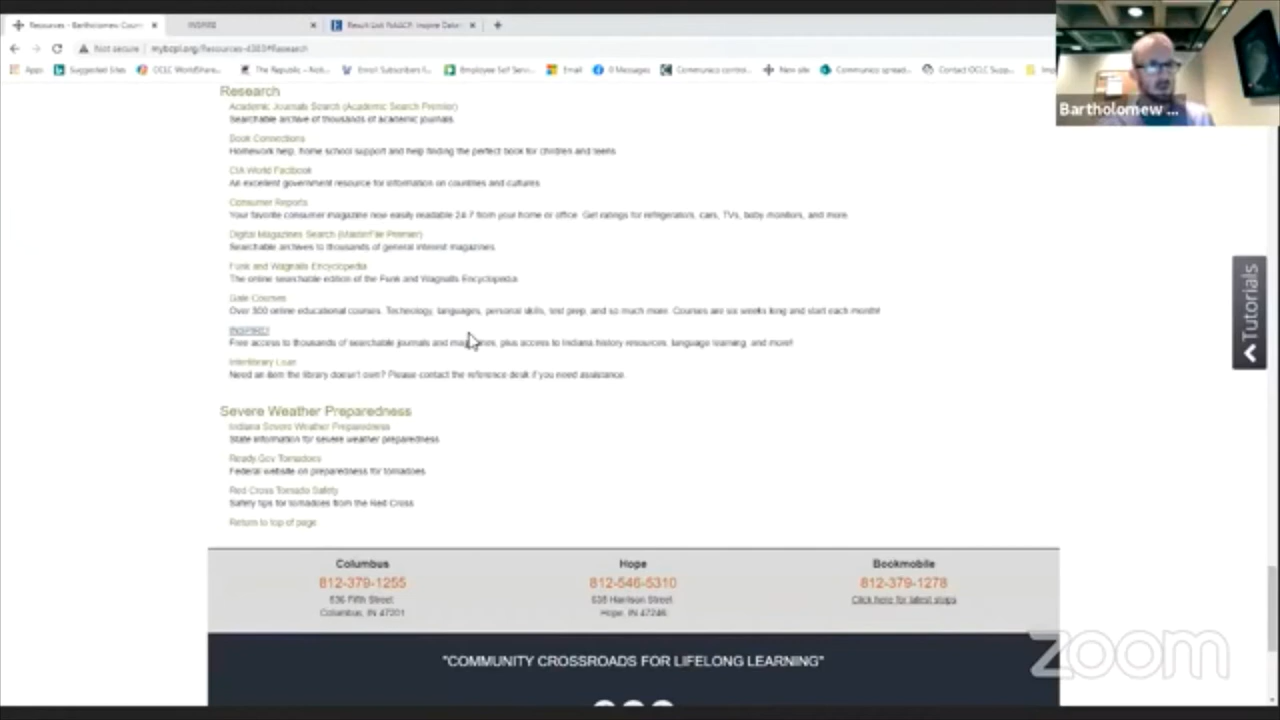 Resources - Bartholomew Coun
INSPIRE
Result List: NAACP: Inspire Datab
Not secure | mybcpl.org/Resources-4383#Research
Apps
Suggested Sites
OCLC WorldShare...
The Republic – Noti...
Enroll Subscribers f...
Employee Self Serv...
Email
0 Messages
Communico control...
New site
Communico spread...
Contact OCLC Supp...
Bartholomew ...
Research
Academic Journals Search (Academic Search Premier)
Searchable archive of thousands of academic journals.
Book Connections
Homework help, home school support and help finding the perfect book for children and teens
CIA World Factbook
An excellent government resource for information on countries and cultures
Consumer Reports
Your favorite consumer magazine now easily readable 24-7 from your home or office. Get ratings for refrigerators, cars, TVs, baby monitors, and more.
Digital Magazines Search (MasterFile Premier)
Searchable archives to thousands of general interest magazines.
Funk and Wagnalls Encyclopedia
The online searchable edition of the Funk and Wagnalls Encyclopedia
Gale Courses
Over 300 online educational courses. Technology, languages, personal skills, test prep, and so much more. Courses are six weeks long and start each month!
INSPIRE!
Free access to thousands of searchable journals and magazines, plus access to Indiana history resources, language learning, and more!
Interlibrary Loan
Need an item the library doesn't own? Please contact the reference desk if you need assistance.
Severe Weather Preparedness
Indiana Severe Weather Preparedness
State information for severe weather preparedness
Ready.Gov Tornadoes
Federal website on preparedness for tornadoes
Red Cross Tornado Safety
Safety tips for tornadoes from the Red Cross
Return to top of page
Tutorials
Columbus
812-379-1255
536 Fifth Street
Columbus, IN 47201
Hope
812-546-5310
635 Harrison Street
Hope, IN 47246
Bookmobile
812-379-1278
Click here for latest stops
"COMMUNITY CROSSROADS FOR LIFELONG LEARNING"
zoom